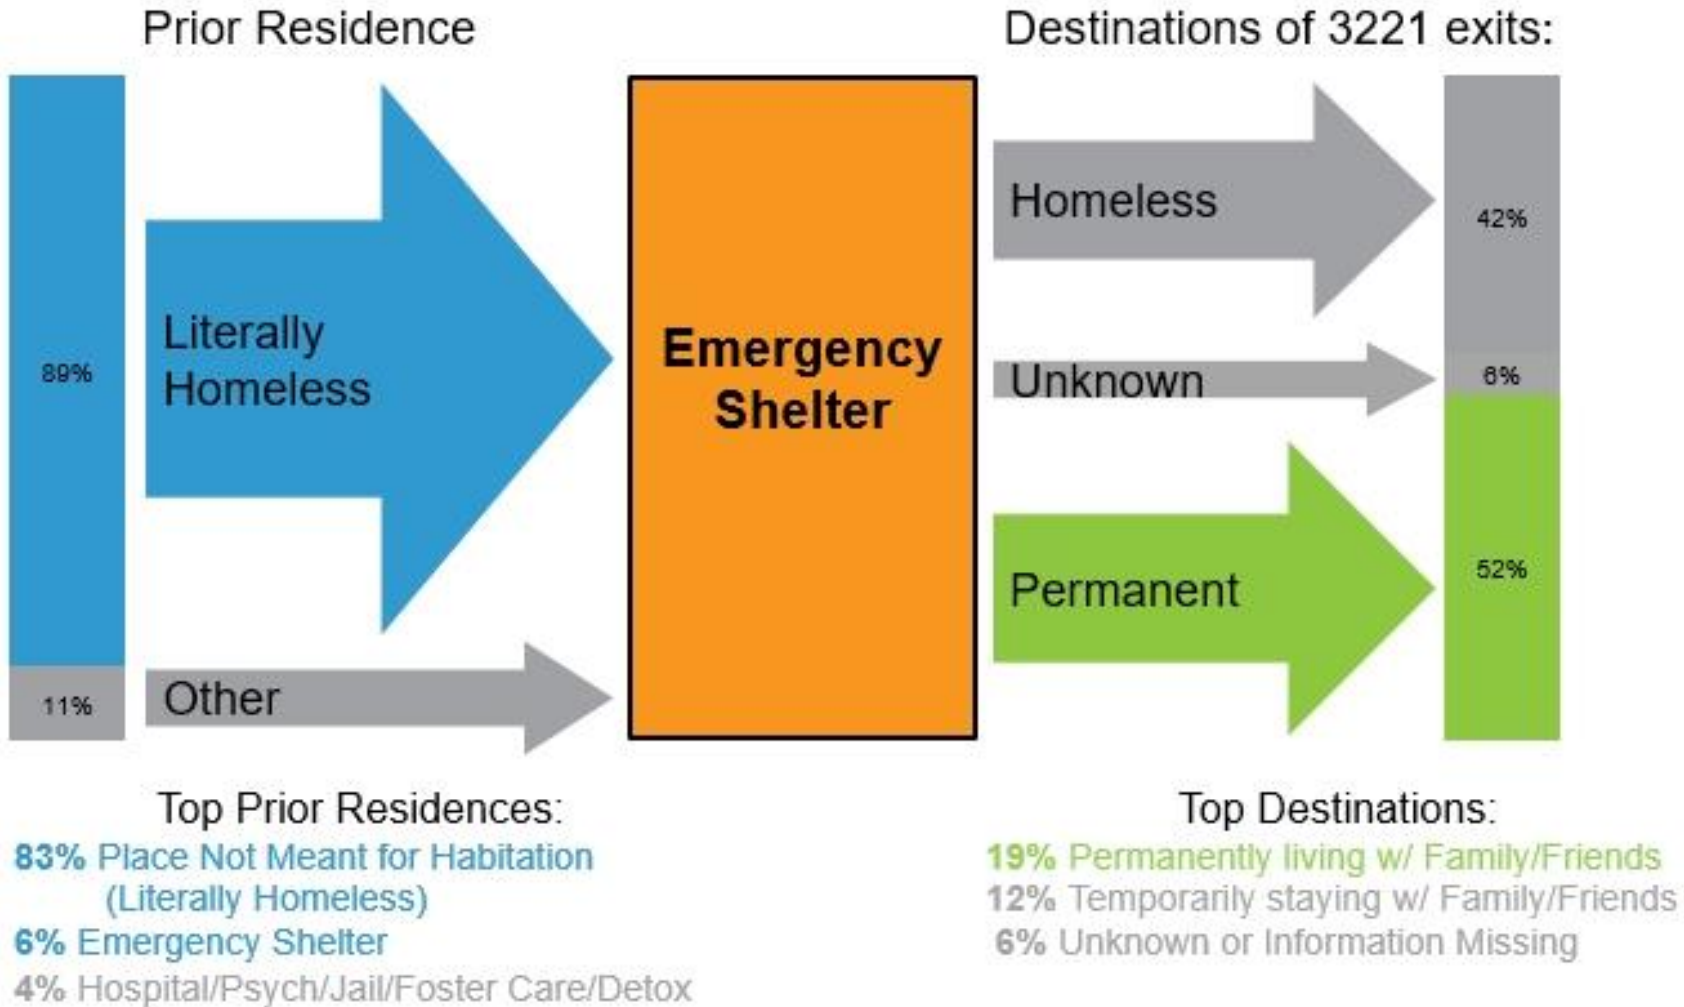 Prior Residence
Destinations of 3221 exits:
89%
Literally
Homeless
11%
Other
Emergency
Shelter
Homeless
42%
Unknown
6%
Permanent
52%
Top Prior Residences:
83% Place Not Meant for Habitation
(Literally Homeless)
6% Emergency Shelter
4% Hospital/Psych/Jail/Foster Care/Detox
Top Destinations:
19% Permanently living w/ Family/Friends
12% Temporarily staying w/ Family/Friends
6% Unknown or Information Missing